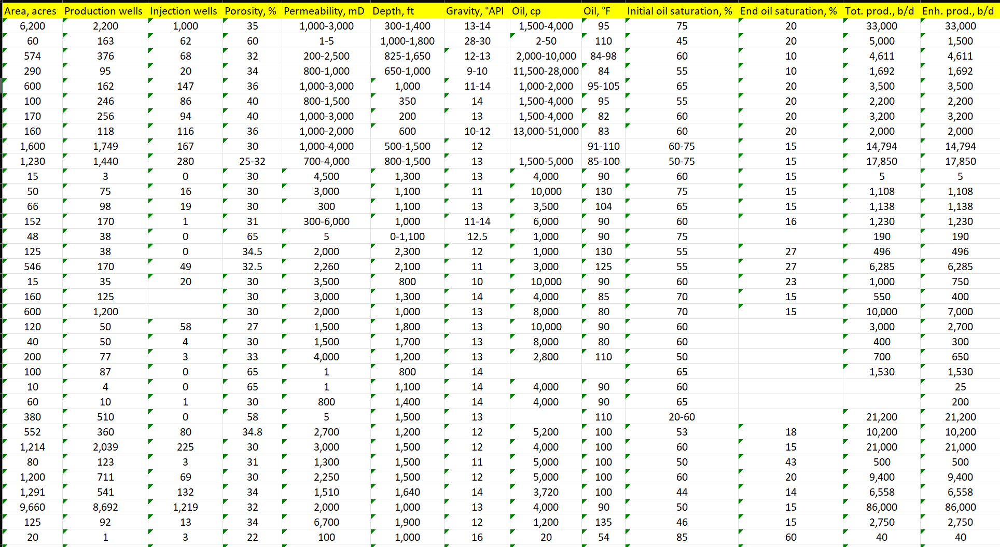 Area, acres Production wells Injection wells Porosity, % Permeability, mD Depth, ft Gravity, °API Oil, cp Oil, °F Initial oil saturation, % End oil saturation, % Tot. prod., b/d Enh. prod., b/d
6,200 2,200 1,000 35 1,000-3,000 300-1,400 13-14 1,500-4,000 95 75 20 33,000 33,000
60 163 62 60 1-5 1,000-1,800 28-30 2-50 110 45 20 5,000 1,500
574 376 68 32 200-2,500 825-1,650 12-13 2,000-10,000 84-98 60 10 4,611 4,611
290 95 20 34 800-1,000 650-1,000 9-10 11,500-28,000 84 55 10 1,692 1,692
600 162 147 36 1,000-3,000 1,000 11-14 1,000-2,000 95-105 65 20 3,500 3,500
100 246 86 40 800-1,500 350 14 1,500-4,000 95 55 20 2,200 2,200
170 256 94 40 1,000-3,000 200 13 1,500-4,000 82 60 20 3,200 3,200
160 118 116 36 1,000-2,000 600 10-12 13,000-51,000 83 60 20 2,000 2,000
1,600 1,749 167 30 1,000-4,000 500-1,500 12 91-110 60-75 15 14,794 14,794
1,230 1,440 280 25-32 700-4,000 800-1,500 13 1,500-5,000 85-100 50-75 15 17,850 17,850
15 3 0 30 4,500 1,300 13 4,000 90 60 15 5 5
50 75 16 30 3,000 1,100 11 10,000 130 75 15 1,108 1,108
66 98 19 30 300 1,100 13 3,500 104 65 15 1,138 1,138
152 170 1 31 300-6,000 1,000 11-14 6,000 90 60 16 1,230 1,230
48 38 0 65 5 0-1,100 12.5 1,000 90 75 190 190
125 38 0 34.5 2,000 2,300 12 1,000 130 55 27 496 496
546 170 49 32.5 2,260 2,100 11 3,000 125 55 27 6,285 6,285
15 35 20 30 3,500 800 10 10,000 90 60 23 1,000 750
160 125 30 3,000 1,300 14 4,000 85 70 15 550 400
600 1,200 30 2,000 1,000 13 8,000 80 70 15 10,000 7,000
120 50 58 27 1,500 1,800 13 10,000 90 60 3,000 2,700
40 50 4 30 1,500 1,700 13 8,000 80 60 400 300
200 77 3 33 4,000 1,200 13 2,800 110 50 700 650
100 87 0 65 1 800 14 65 1,530 1,530
10 4 0 65 1 1,100 14 4,000 90 60 25
60 10 1 30 800 1,400 14 4,000 90 65 200
380 510 0 58 5 1,500 13 110 20-60 21,200 21,200
552 360 80 34.8 2,700 1,200 12 5,200 100 53 18 10,200 10,200
1,214 2,039 225 30 3,000 1,500 12 4,000 100 60 15 21,000 21,000
80 123 3 31 1,300 1,500 11 5,000 100 50 43 500 500
1,200 711 69 30 2,250 1,500 12 5,000 100 60 20 9,400 9,400
1,291 541 132 34 1,510 1,640 14 3,720 100 44 14 6,558 6,558
9,660 8,692 1,219 32 2,000 1,000 13 4,000 90 50 15 86,000 86,000
125 92 13 34 6,700 1,900 12 1,200 135 46 15 2,750 2,750
20 1 3 22 100 1,000 16 20 54 85 60 40 40